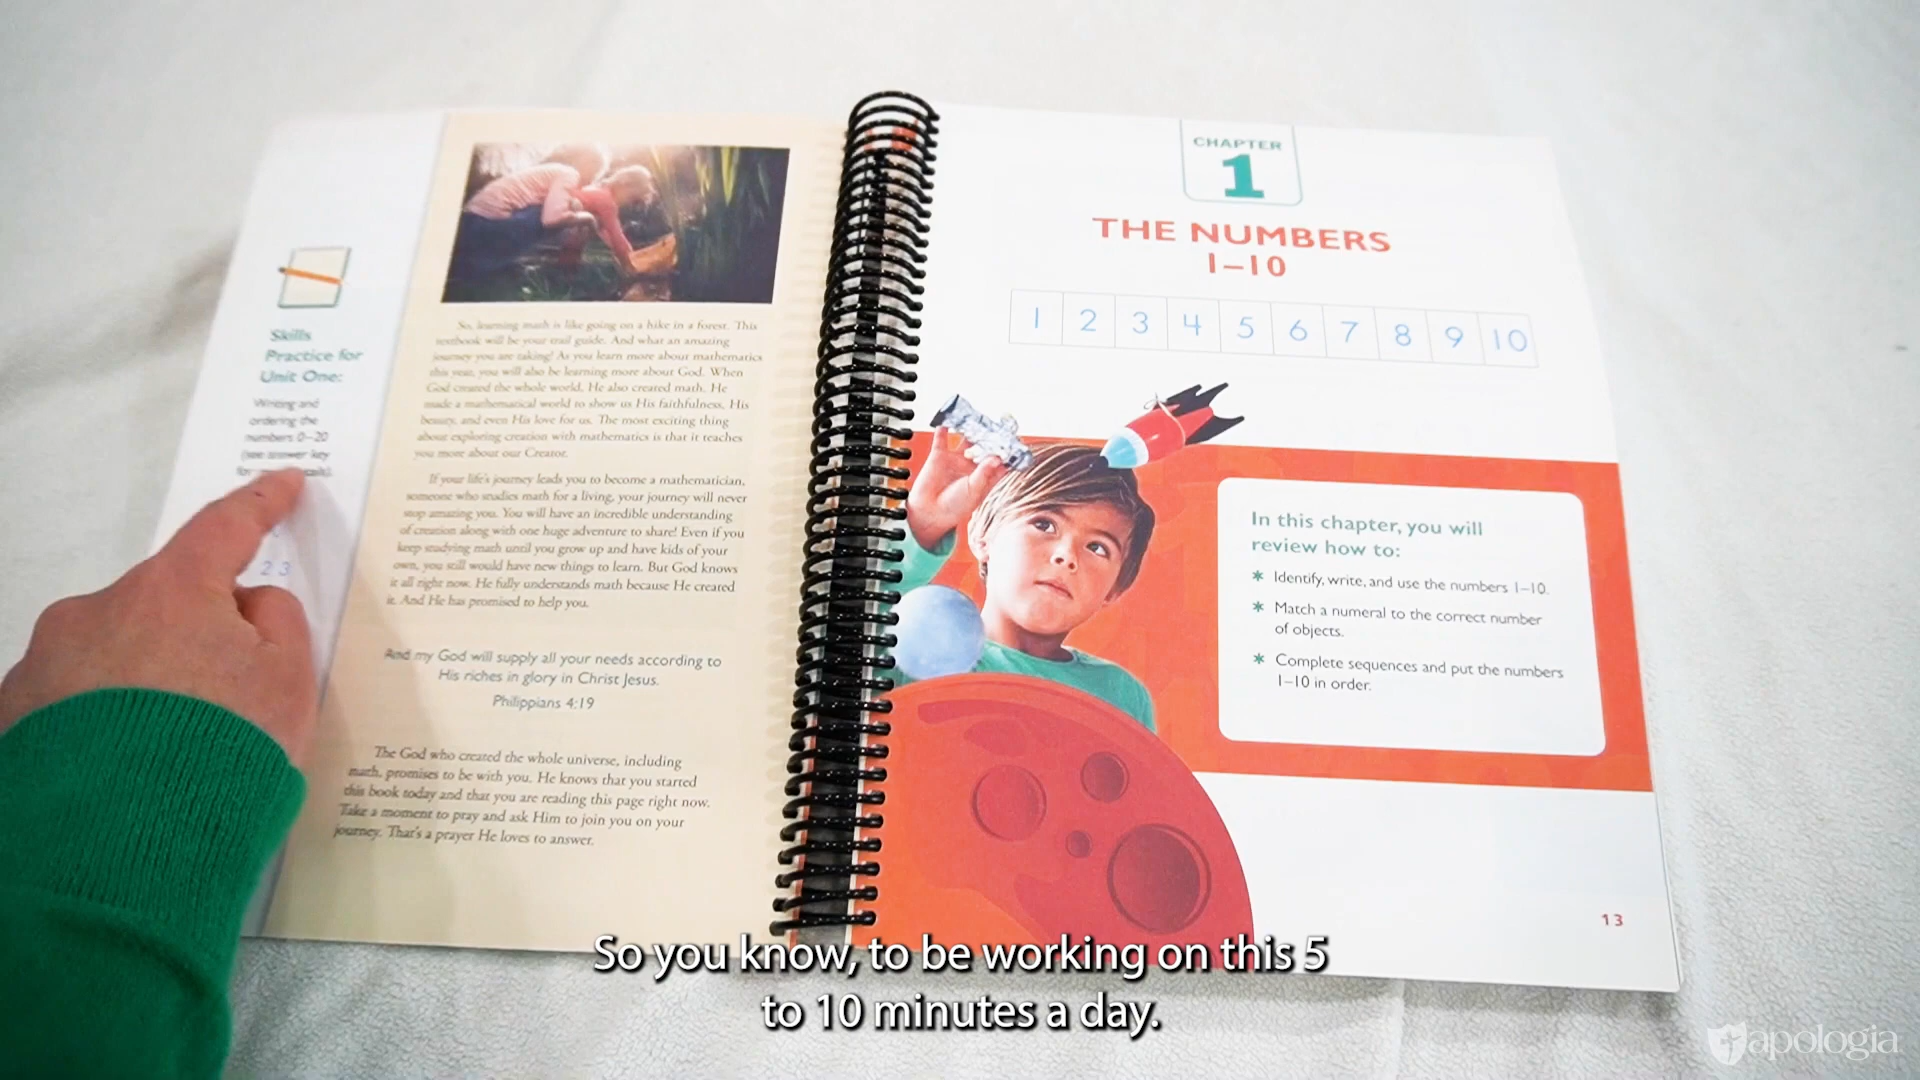 Skills
Practice for
Unit One:
Writing and
ordering the
numbers 0–20
(see answer key
for
2 3
So, learning math is like going on a hike in a forest. This
textbook will be your trail guide. And what an amazing
journey you are taking! As you learn more about mathematics
this year, you will also be learning more about God. When
God created the whole world, He also created math. He
made a mathematical world to show us His faithfulness, His
beauty, and even His love for us. The most exciting thing
about exploring creation with mathematics is that it teaches
you more about our Creator.
If your life's journey leads you to become a mathematician,
someone who studies math for a living, your journey will never
stop amazing you. You will have an incredible understanding
of creation along with one huge adventure to share! Even if you
keep studying math until you grow up and have kids of your
own, you still would have new things to learn. But God knows
it all right now. He fully understands math because He created
it. And He has promised to help you.
And my God will supply all your needs according to
His riches in glory in Christ Jesus.
Philippians 4:19
The God who created the whole universe, including
math, promises to be with you. He knows that you started
this book today and that you are reading this page right now.
Take a moment to pray and ask Him to join you on your
journey. That's a prayer He loves to answer.
CHAPTER
1
THE NUMBERS
1–10
1 2 3 4 5 6 7 8 9 10
In this chapter, you will
review how to:
* Identify, write, and use the numbers 1–10.
* Match a numeral to the correct number
of objects.
* Complete sequences and put the numbers
1–10 in order.
13
So you know, to be working on this 5
to 10 minutes a day.
apologia